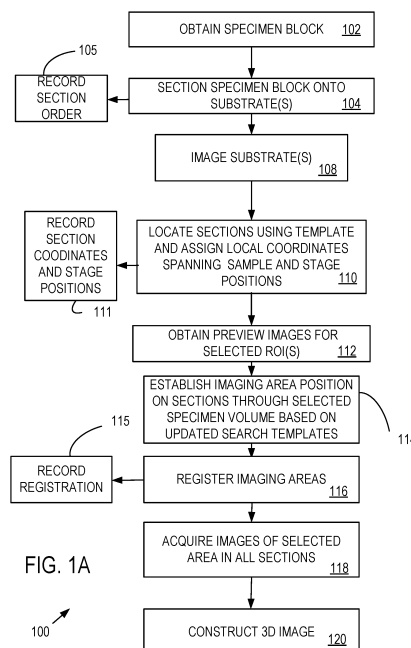 OBTAIN SPECIMEN BLOCK 102
105
RECORD
SECTION
ORDER
SECTION SPECIMEN BLOCK ONTO
SUBSTRATE(S) 104
IMAGE SUBSTRATE(S)
108
RECORD
SECTION
COODINATES
AND STAGE
POSITIONS
111
LOCATE SECTIONS USING TEMPLATE
AND ASSIGN LOCAL COORDINATES
SPANNING SAMPLE AND STAGE
POSITIONS
110
OBTAIN PREVIEW IMAGES FOR
SELECTED ROI(S) 112
ESTABLISH IMAGING AREA POSITION
ON SECTIONS THROUGH SELECTED
SPECIMEN VOLUME BASED ON
UPDATED SEARCH TEMPLATES
114
115
RECORD
REGISTRATION
REGISTER IMAGING AREAS
116
ACQUIRE IMAGES OF SELECTED
AREA IN ALL SECTIONS
118
FIG. 1A
100
CONSTRUCT 3D IMAGE
120